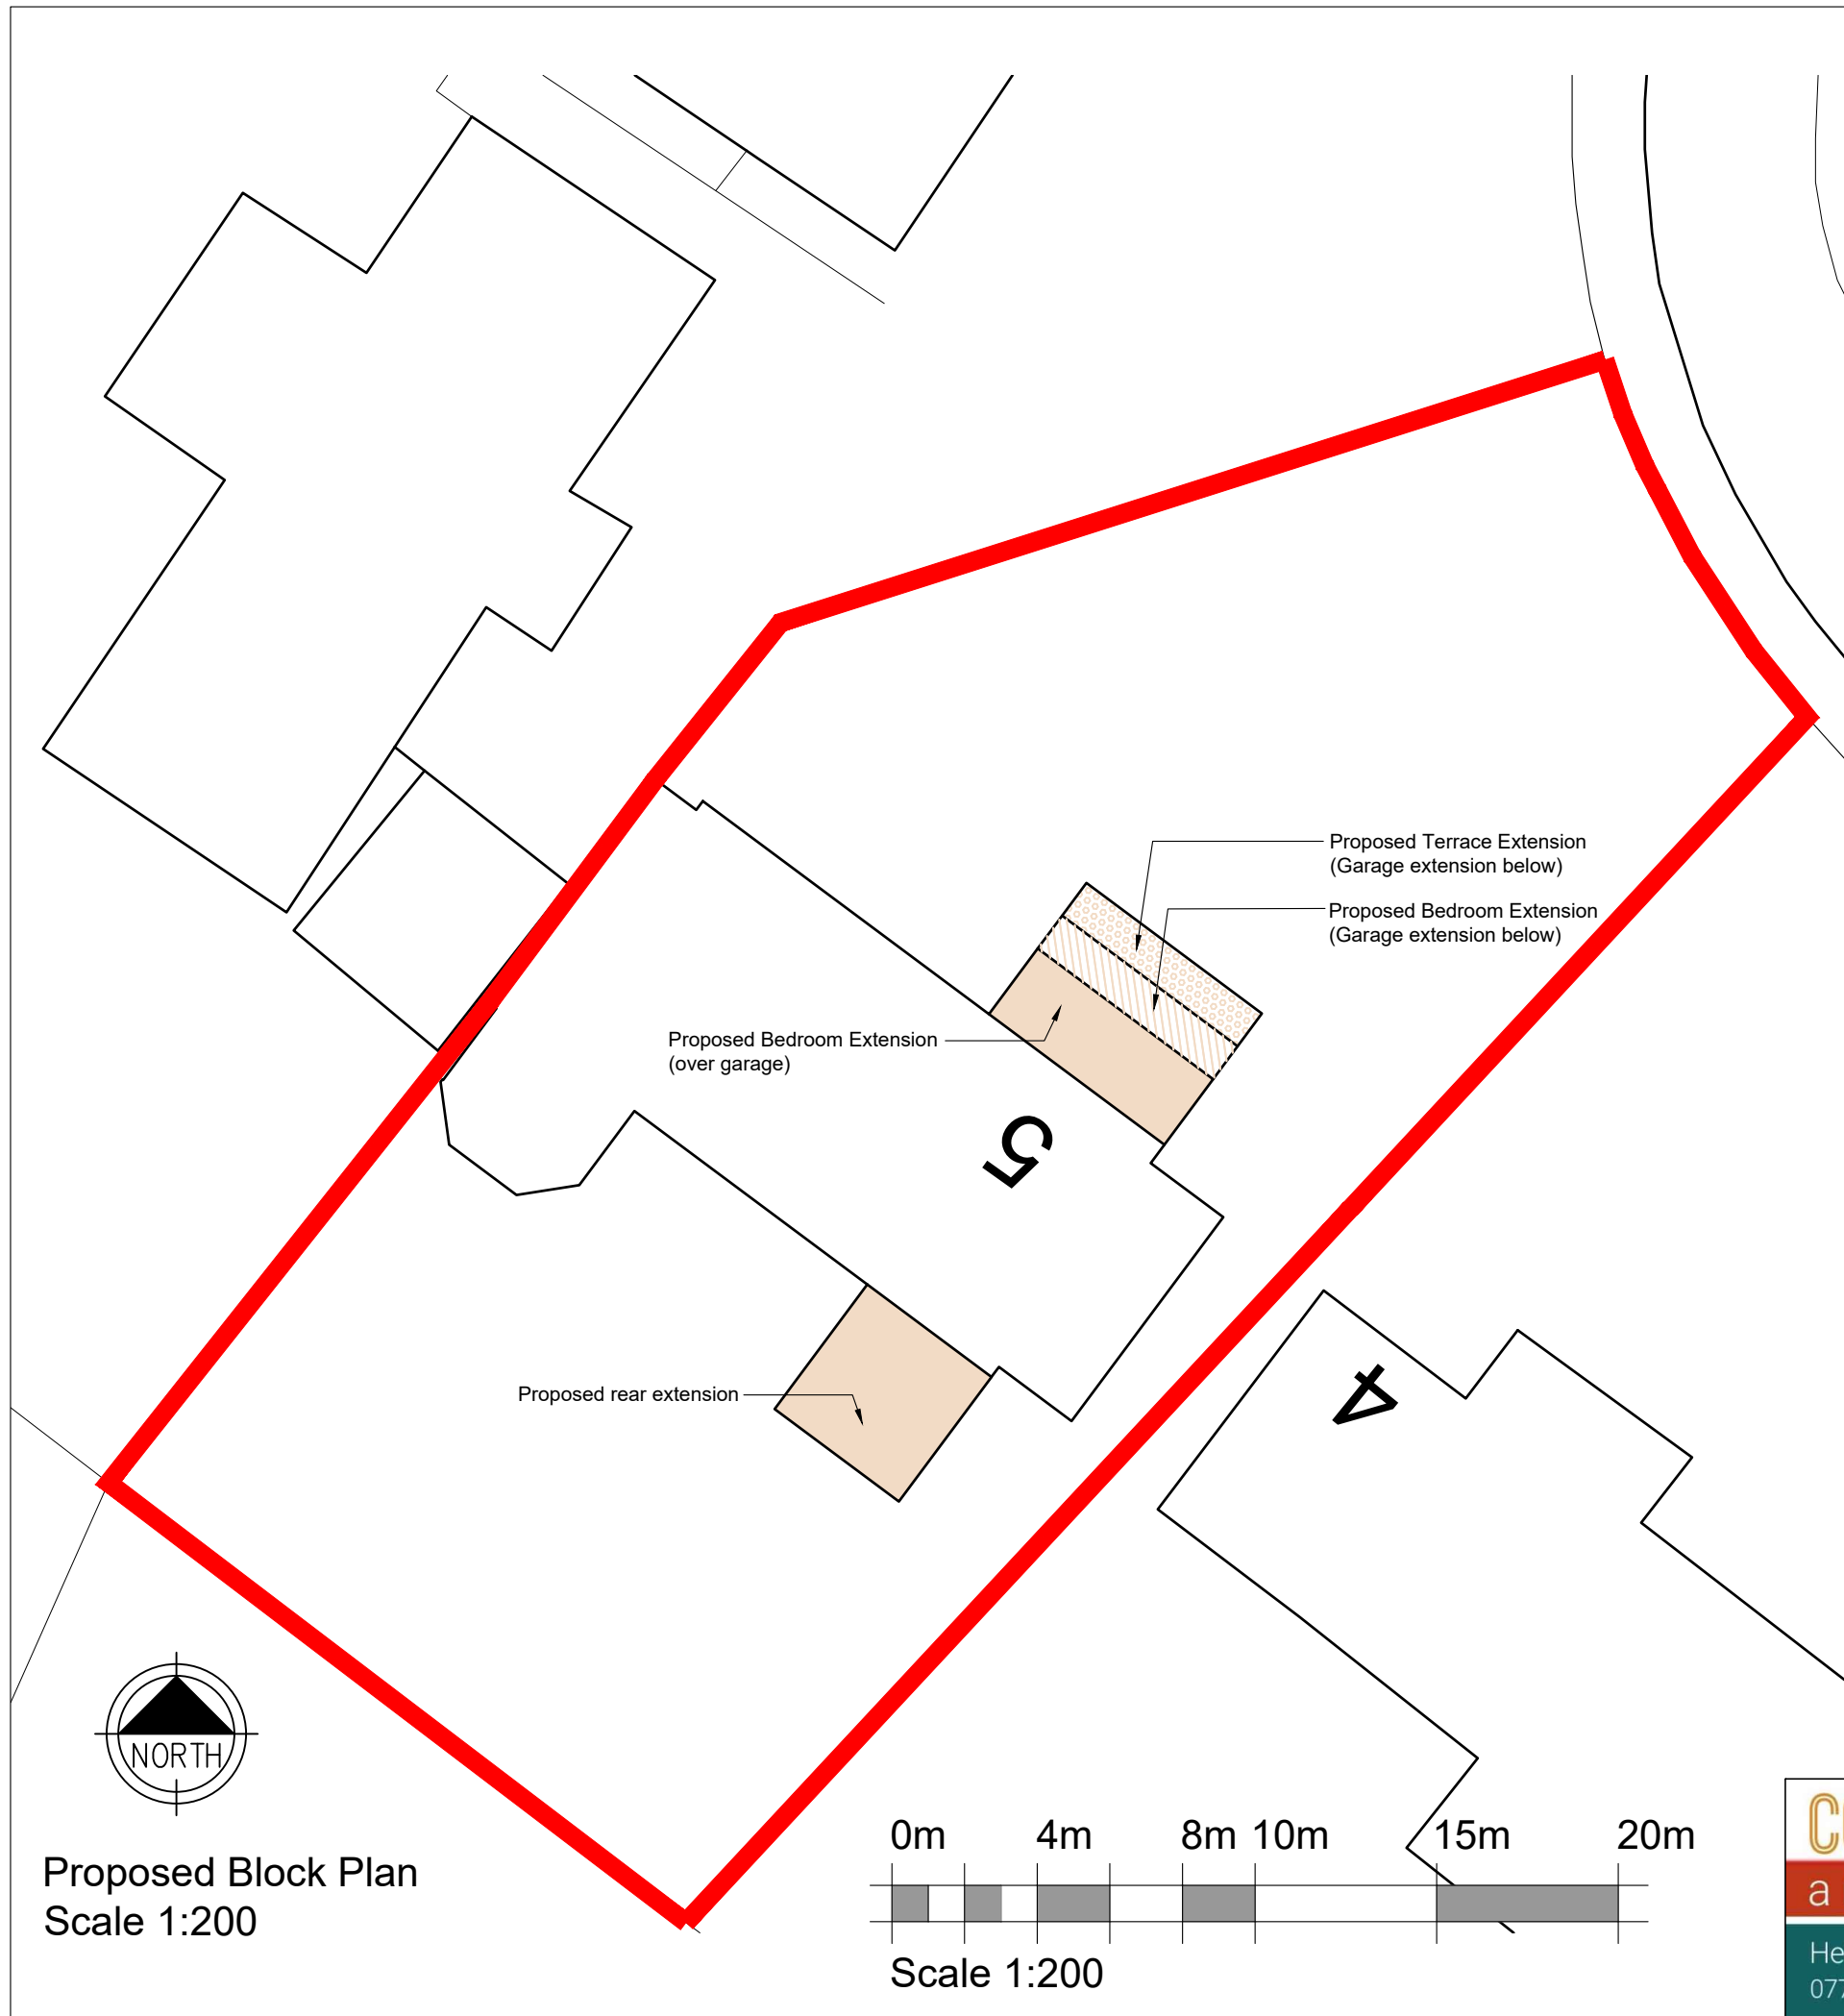 Proposed Terrace Extension
(Garage extension below)
Proposed Bedroom Extension
(Garage extension below)
Proposed Bedroom Extension
(over garage)
5
4
Proposed rear extension
NORTH
Proposed Block Plan
Scale 1:200
0m 4m 8m 10m 15m 20m
Scale 1:200
a
077